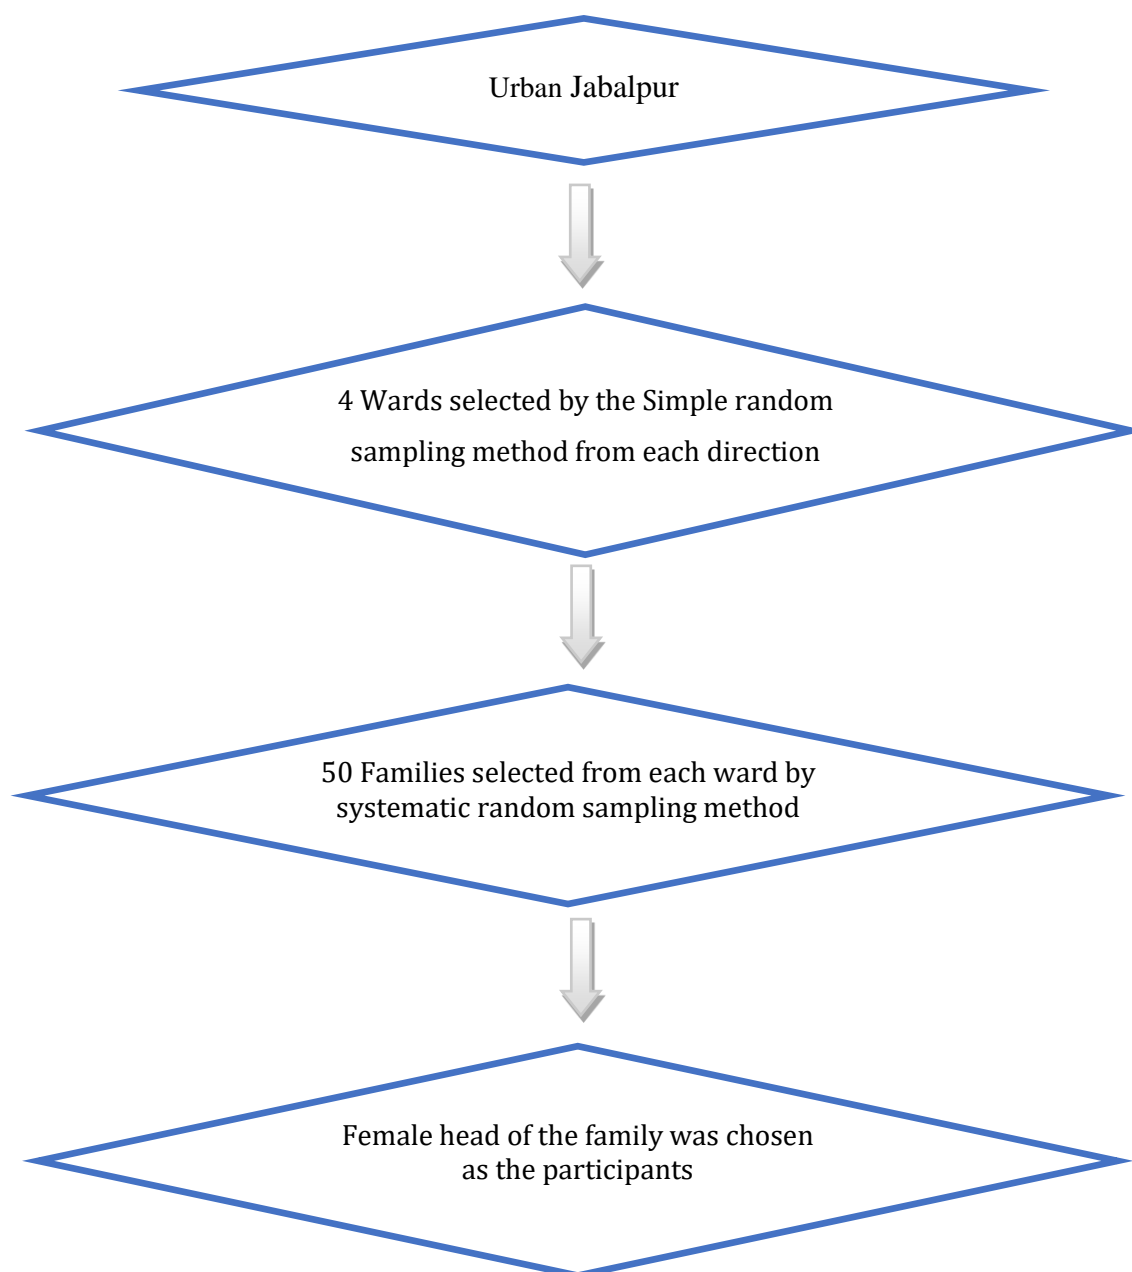 Urban Jabalpur
4 Wards selected by the Simple random
sampling method from each direction
50 Families selected from each ward by
systematic random sampling method
Female head of the family was chosen
as the participants